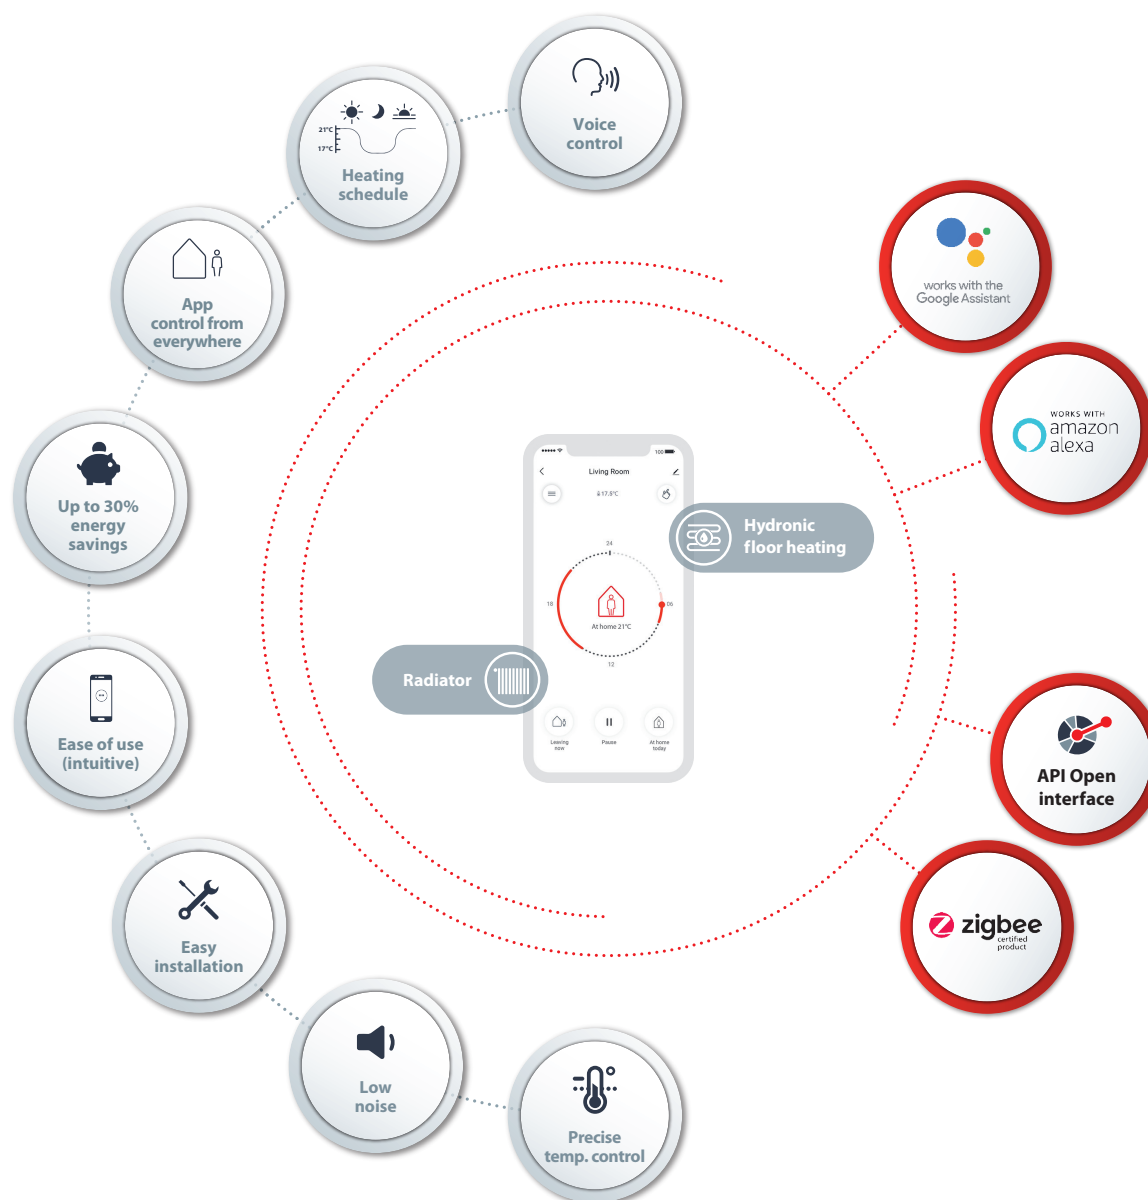 Voice
control
21°C
17°C
Heating
schedule
App
control from
everywhere
Up to 30%
energy
savings
Ease of use
(intuitive)
Easy
installation
Low
noise
Precise
temp. control
works with the
Google Assistant
WORKS WITH
amazon
alexa
API Open
interface
zigbee
certified
product
100
Living Room
17.9°C
Hydronic
floor heating
24
18
06
At home 21°C
12
Radiator
Leaving
now
Pause
At home
today